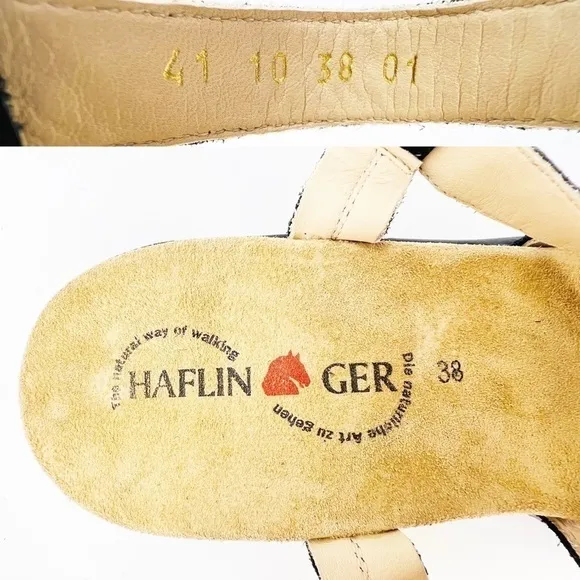 41 10 38 01
The natural way of walking
HAFLIN GER 38
Die natürliche Art zu gehen